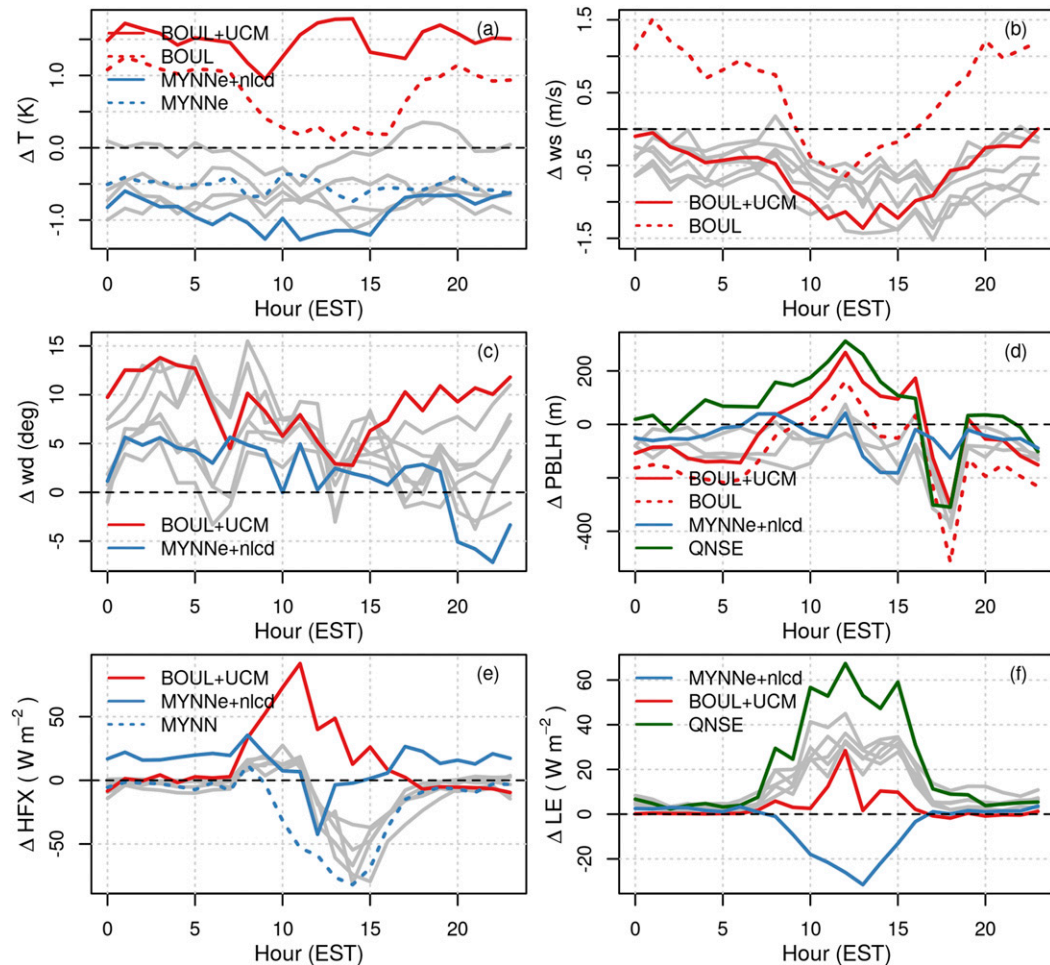 (a)
BOUL+UCM
BOUL
MYNNe+nlcd
MYNNe
Δ T (K)
1.0
0.0
-1.0
0 5 10 15 20
Hour (EST)
(b)
BOUL+UCM
BOUL
Δ ws (m/s)
1.5
0.5
-0.5
-1.5
0 5 10 15 20
Hour (EST)
(c)
BOUL+UCM
MYNNe+nlcd
Δ wd (deg)
15
10
5
0
-5
0 5 10 15 20
Hour (EST)
(d)
BOUL+UCM
BOUL
MYNNe+nlcd
QNSE
Δ PBLH (m)
200
0
-400
0 5 10 15 20
Hour (EST)
(e)
BOUL+UCM
MYNNe+nlcd
MYNN
Δ HFX ( W m⁻²)
50
0
-50
0 5 10 15 20
Hour (EST)
(f)
MYNNe+nlcd
BOUL+UCM
QNSE
Δ LE ( W m⁻²)
60
40
20
0
-20
0 5 10 15 20
Hour (EST)